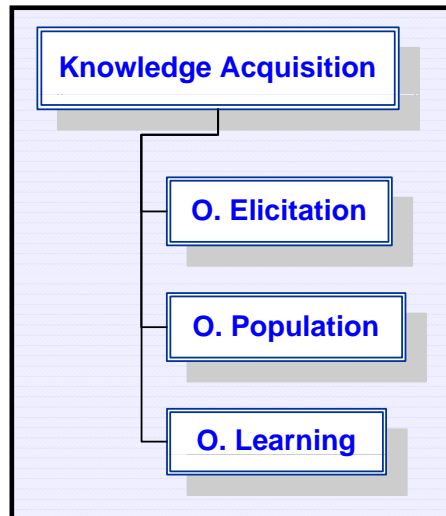 Knowledge Acquisition
O. Elicitation
O. Population
O. Learning